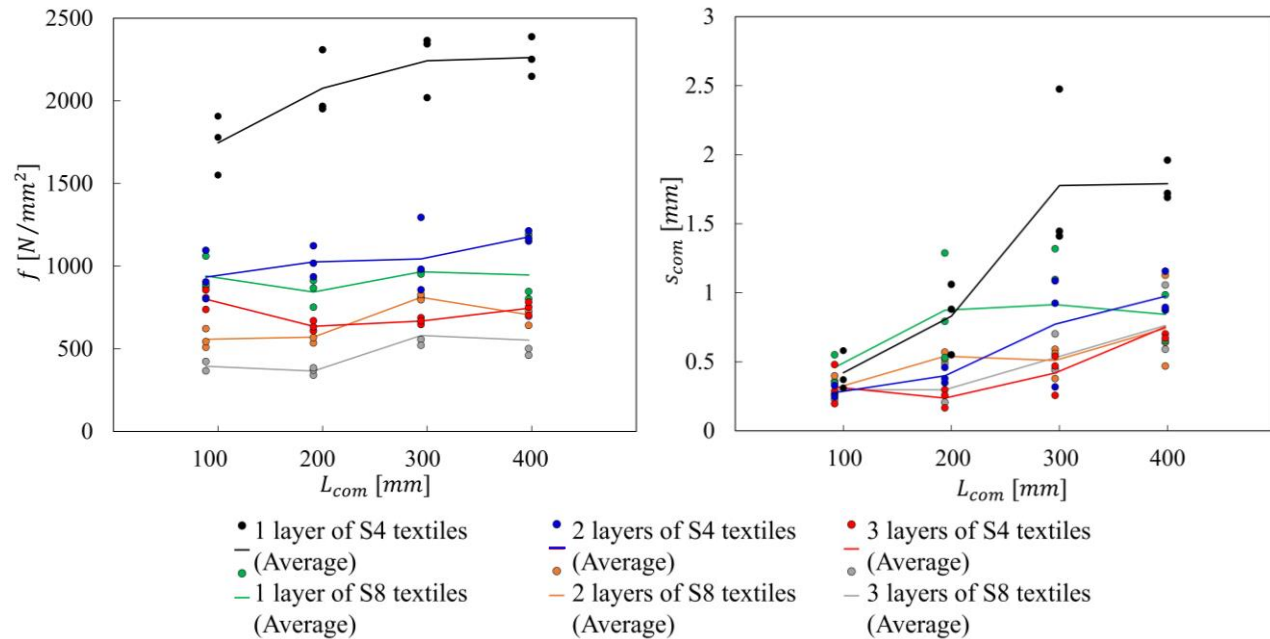 2500
2000
1500
1000
500
0
f [N/mm²]
100 200 300 400
L_com [mm]
3
2.5
2
1.5
1
0.5
0
s_com [mm]
100 200 300 400
L_com [mm]
1 layer of S4 textiles
(Average)
1 layer of S8 textiles
(Average)
2 layers of S4 textiles
(Average)
2 layers of S8 textiles
(Average)
3 layers of S4 textiles
(Average)
3 layers of S8 textiles
(Average)